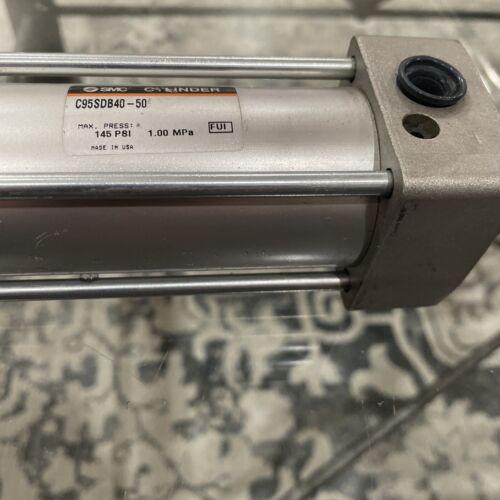 SMC CYLINDER
C95SDB40-50
MAX. PRESS:
145 PSI 1.00 MPa FUI
MADE IN USA